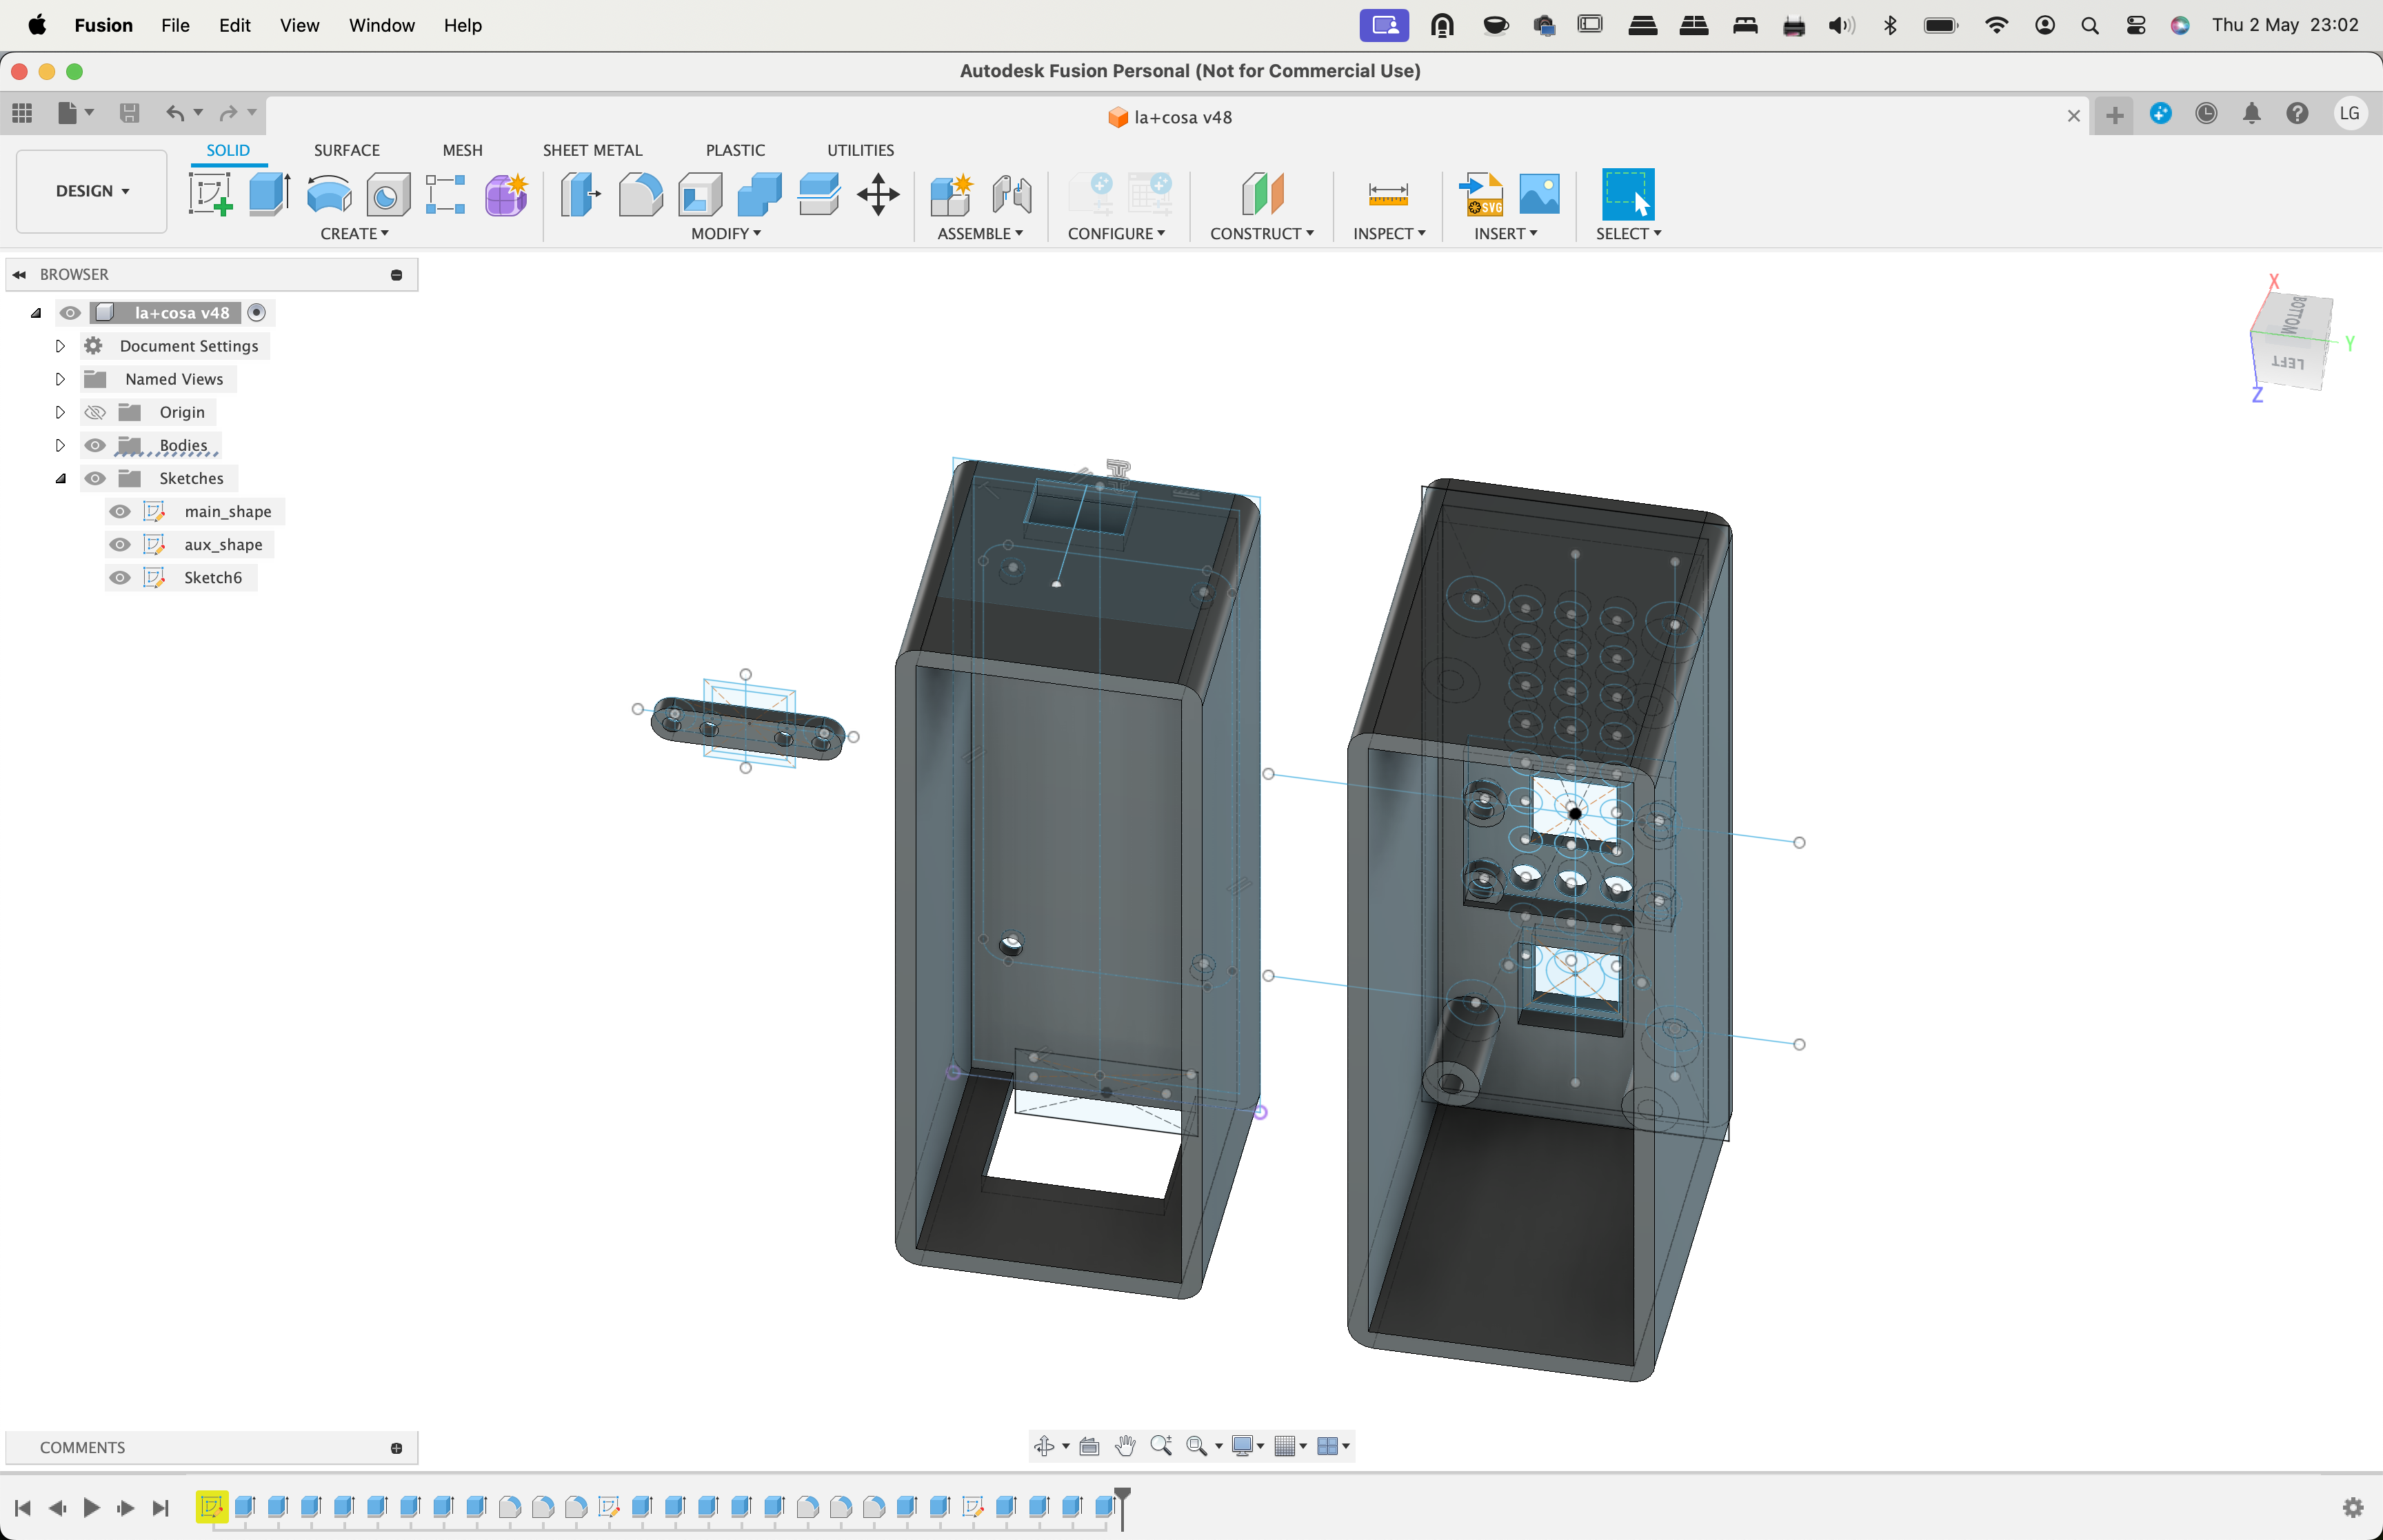 Fusion File Edit View Window Help Thu 2 May 23:02
Autodesk Fusion Personal (Not for Commercial Use)
la+cosa v48 LG
SOLID SURFACE MESH SHEET METAL PLASTIC UTILITIES
DESIGN
SVG
CREATE MODIFY ASSEMBLE CONFIGURE CONSTRUCT INSPECT INSERT SELECT
BROWSER
la+cosa v48
Document Settings
Named Views
Origin
Bodies
Sketches
main_shape
aux_shape
Sketch6
X
BOTTOM
Y
LEFT
Z
COMMENTS